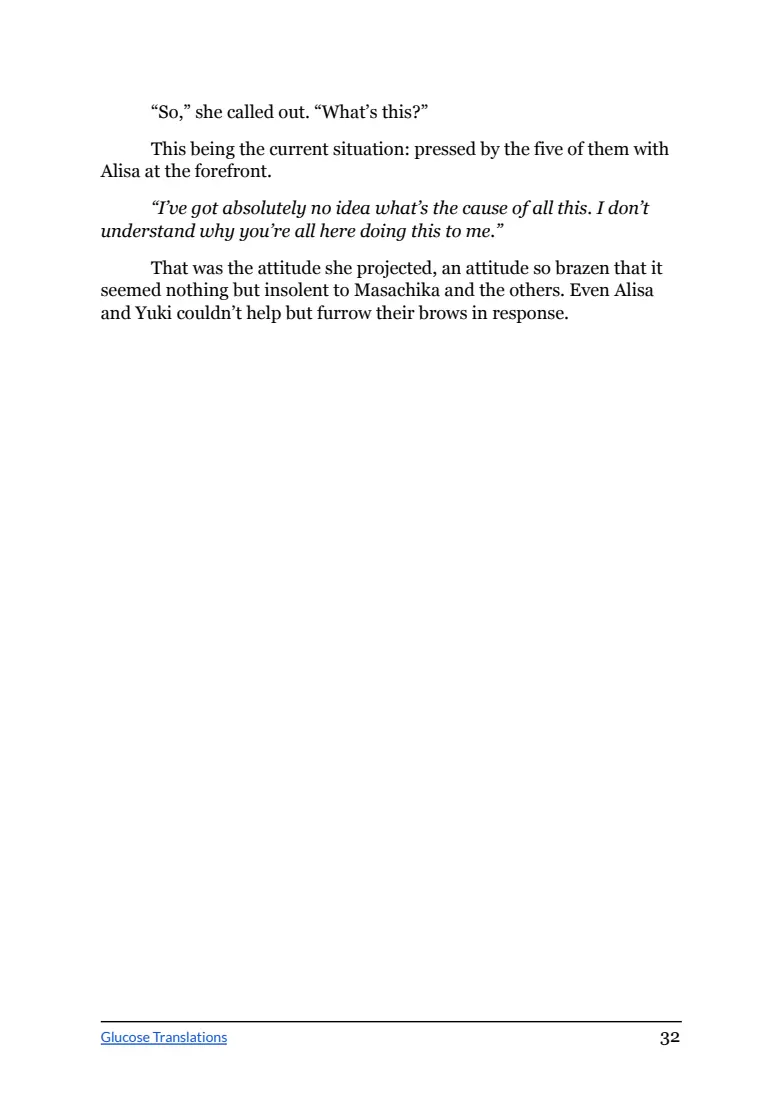 “So,” she called out. “What’s this?”
This being the current situation: pressed by the five of them with
Alisa at the forefront.
“I’ve got absolutely no idea what’s the cause of all this. I don’t
understand why you’re all here doing this to me.”
That was the attitude she projected, an attitude so brazen that it
seemed nothing but insolent to Masachika and the others. Even Alisa
and Yuki couldn’t help but furrow their brows in response.
Glucose Translations 32